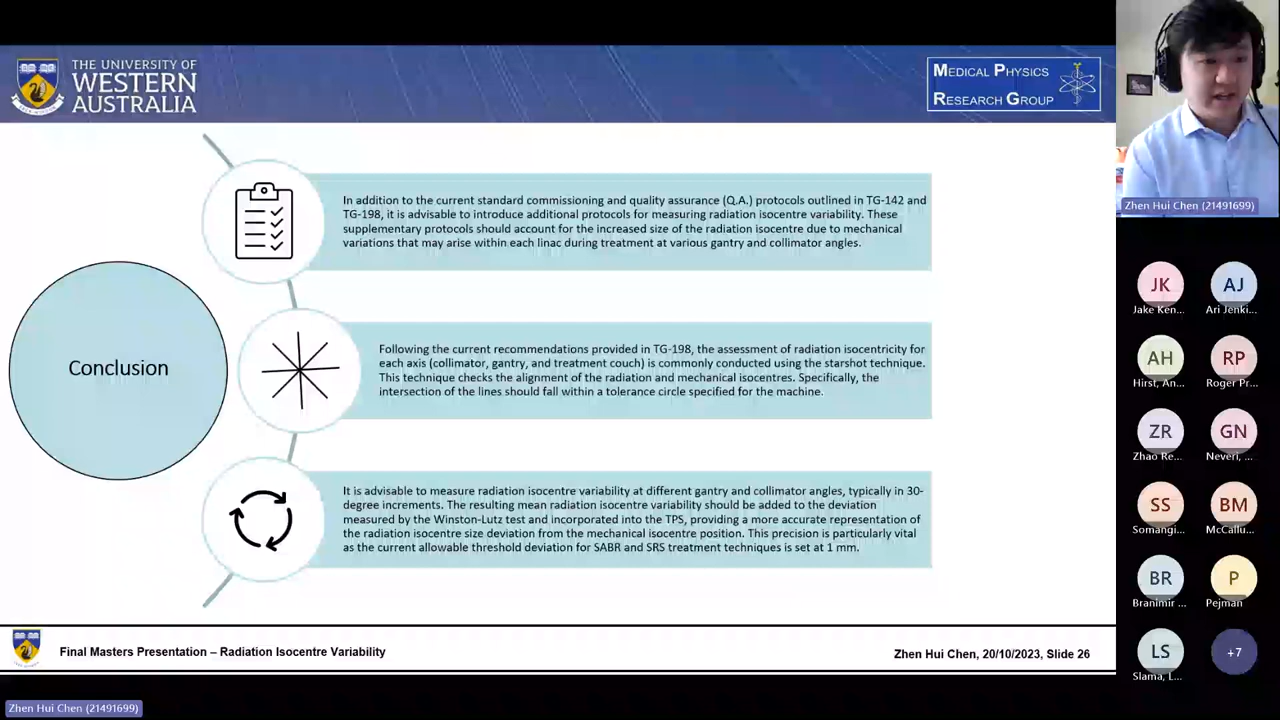 THE UNIVERSITY OF
WESTERN
AUSTRALIA
MEDICAL PHYSICS
RESEARCH GROUP
Zhen Hui Chen (21491699)
In addition to the current standard commissioning and quality assurance (Q.A.) protocols outlined in TG-142 and
TG-198, it is advisable to introduce additional protocols for measuring radiation isocentre variability. These
supplementary protocols should account for the increased size of the radiation isocentre due to mechanical
variations that may arise within each linac during treatment at various gantry and collimator angles.
Conclusion
Following the current recommendations provided in TG-198, the assessment of radiation isocentricity for
each axis (collimator, gantry, and treatment couch) is commonly conducted using the starshot technique.
This technique checks the alignment of the radiation and mechanical isocentres. Specifically, the
intersection of the lines should fall within a tolerance circle specified for the machine.
It is advisable to measure radiation isocentre variability at different gantry and collimator angles, typically in 30-
degree increments. The resulting mean radiation isocentre variability should be added to the deviation
measured by the Winston-Lutz test and incorporated into the TPS, providing a more accurate representation of
the radiation isocentre size deviation from the mechanical isocentre position. This precision is particularly vital
as the current allowable threshold deviation for SABR and SRS treatment techniques is set at 1 mm.
Final Masters Presentation – Radiation Isocentre Variability
Zhen Hui Chen, 20/10/2023, Slide 26
JK
AJ
Jake Ken...
Ari Jenki...
AH
RP
Hirst, An...
Roger Pr...
ZR
GN
Zhao Re...
Neveri, ...
SS
BM
Somangi...
McCallu...
BR
P
Branimir ...
Pejman
LS
+7
Slama, L...
Zhen Hui Chen (21491699)